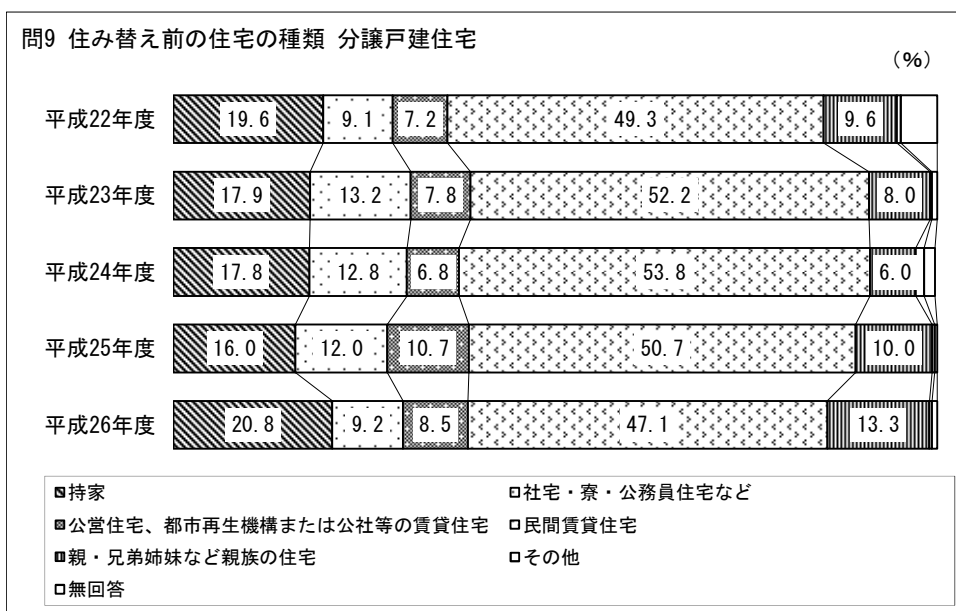 問9 住み替え前の住宅の種類 分譲戸建住宅
(%)
平成22年度 19.6 9.1 7.2 49.3 9.6
平成23年度 17.9 13.2 7.8 52.2 8.0
平成24年度 17.8 12.8 6.8 53.8 6.0
平成25年度 16.0 12.0 10.7 50.7 10.0
平成26年度 20.8 9.2 8.5 47.1 13.3
持家 社宅・寮・公務員住宅など
公営住宅、都市再生機構または公社等の賃貸住宅 民間賃貸住宅
親・兄弟姉妹など親族の住宅 その他
無回答